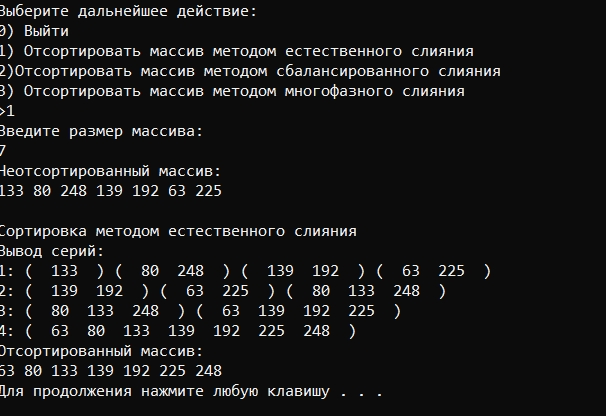 Выберите дальнейшее действие:
0) Выйти
1) Отсортировать массив методом естественного слияния
2)Отсортировать массив методом сбалансированного слияния
3) Отсортировать массив методом многофазного слияния
>1
Введите размер массива:
7
Неотсортированный массив:
133 80 248 139 192 63 225
Сортировка методом естественного слияния
Вывод серий:
1: (  133  ) (  80  248  ) (  139  192  ) (  63  225  )
2: (  139  192  ) (  63  225  ) (  80  133  248  )
3: (  80  133  248  ) (  63  139  192  225  )
4: (  63  80  133  139  192  225  248  )
Отсортированный массив:
63 80 133 139 192 225 248
Для продолжения нажмите любую клавишу . . .